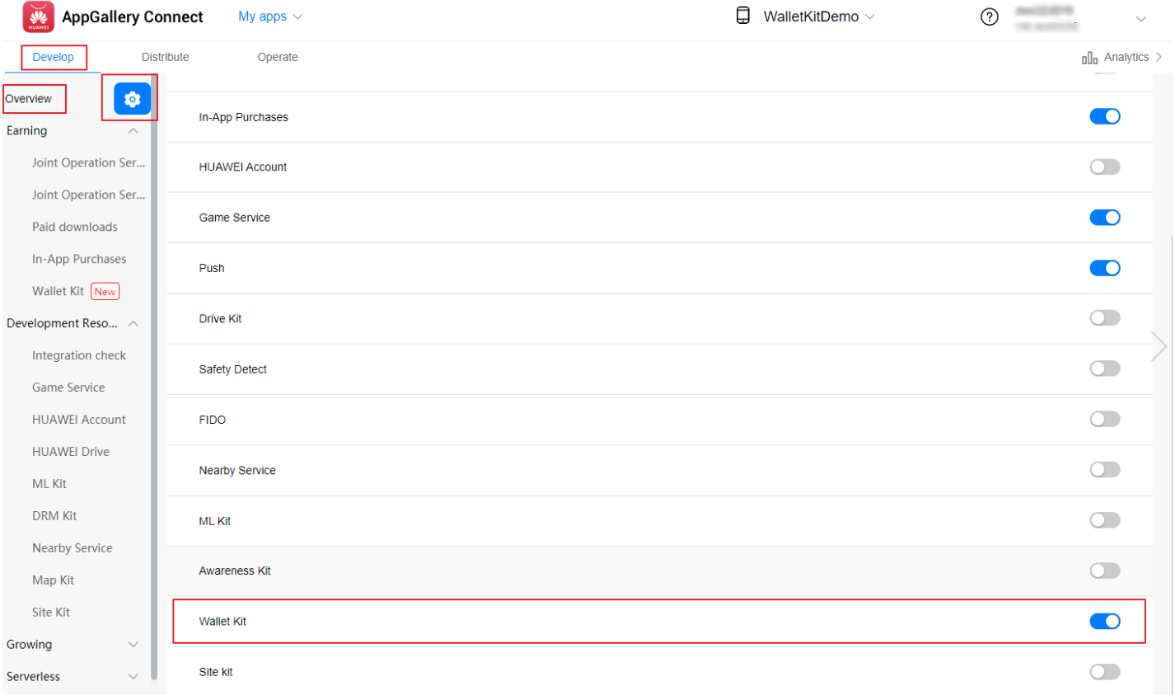 HUAWEI
AppGallery Connect
My apps
WalletKitDemo
Develop
Distribute
Operate
Analytics
Overview
Earning
Joint Operation Ser...
Joint Operation Ser...
Paid downloads
In-App Purchases
Wallet Kit New
Development Reso...
Integration check
Game Service
HUAWEI Account
HUAWEI Drive
ML Kit
DRM Kit
Nearby Service
Map Kit
Site Kit
Growing
Serverless
In-App Purchases
HUAWEI Account
Game Service
Push
Drive Kit
Safety Detect
FIDO
Nearby Service
ML Kit
Awareness Kit
Wallet Kit
Site kit